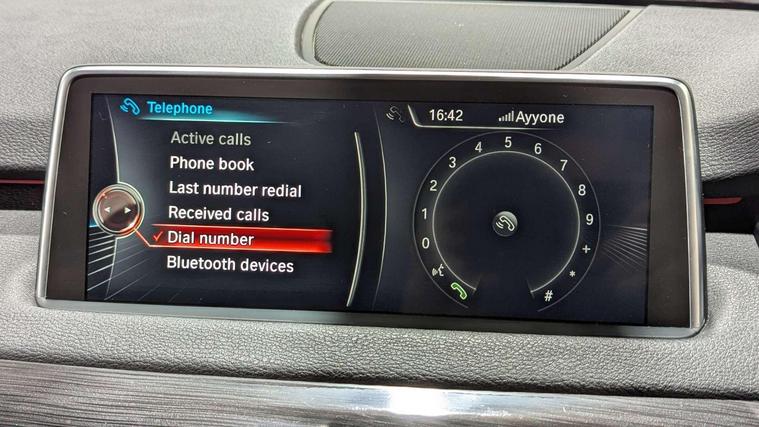 Telephone
Active calls
Phone book
Last number redial
Received calls
Dial number
Bluetooth devices
16:42 Ayyone
0 1 2 3 4 5 6 7 8 9 + * #